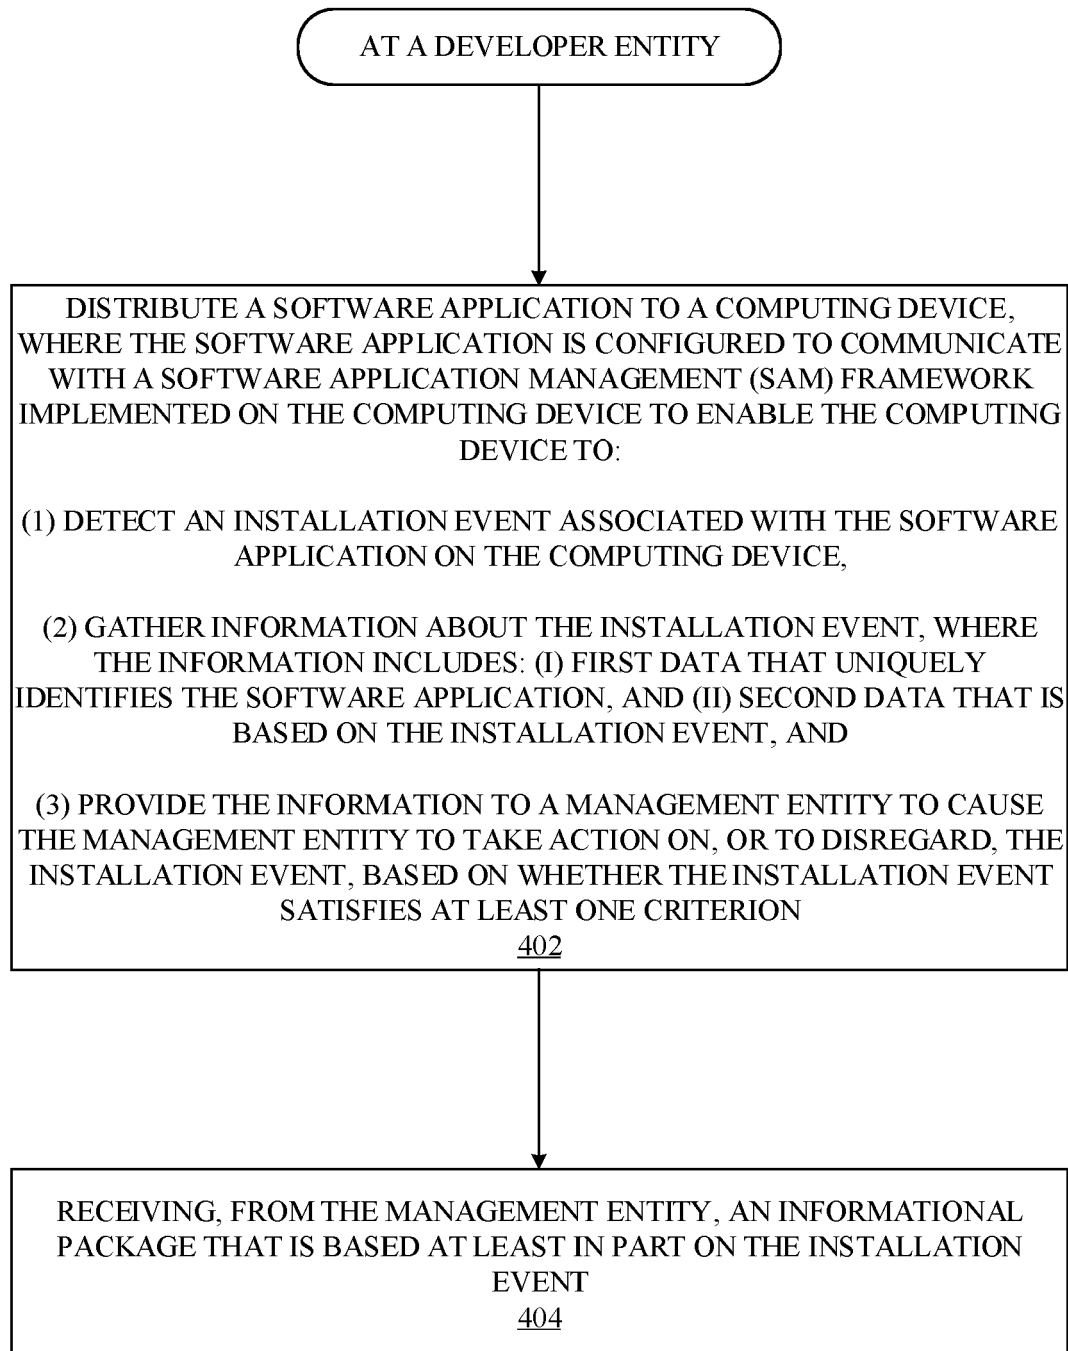 AT A DEVELOPER ENTITY
DISTRIBUTE A SOFTWARE APPLICATION TO A COMPUTING DEVICE,
WHERE THE SOFTWARE APPLICATION IS CONFIGURED TO COMMUNICATE
WITH A SOFTWARE APPLICATION MANAGEMENT (SAM) FRAMEWORK
IMPLEMENTED ON THE COMPUTING DEVICE TO ENABLE THE COMPUTING
DEVICE TO:
(1) DETECT AN INSTALLATION EVENT ASSOCIATED WITH THE SOFTWARE
APPLICATION ON THE COMPUTING DEVICE,
(2) GATHER INFORMATION ABOUT THE INSTALLATION EVENT, WHERE
THE INFORMATION INCLUDES: (I) FIRST DATA THAT UNIQUELY
IDENTIFIES THE SOFTWARE APPLICATION, AND (II) SECOND DATA THAT IS
BASED ON THE INSTALLATION EVENT, AND
(3) PROVIDE THE INFORMATION TO A MANAGEMENT ENTITY TO CAUSE
THE MANAGEMENT ENTITY TO TAKE ACTION ON, OR TO DISREGARD, THE
INSTALLATION EVENT, BASED ON WHETHER THE INSTALLATION EVENT
SATISFIES AT LEAST ONE CRITERION
402
RECEIVING, FROM THE MANAGEMENT ENTITY, AN INFORMATIONAL
PACKAGE THAT IS BASED AT LEAST IN PART ON THE INSTALLATION
EVENT
404